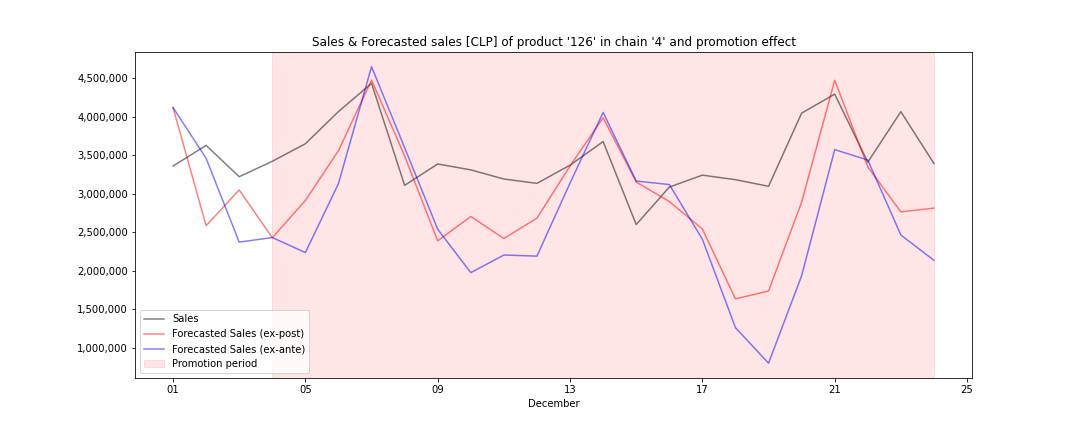 Sales & Forecasted sales [CLP] of product '126' in chain '4' and promotion effect
4,500,000
4,000,000
3,500,000
3,000,000
2,500,000
2,000,000
1,500,000
1,000,000
Sales
Forecasted Sales (ex-post)
Forecasted Sales (ex-ante)
Promotion period
01 05 09 13 17 21 25
December